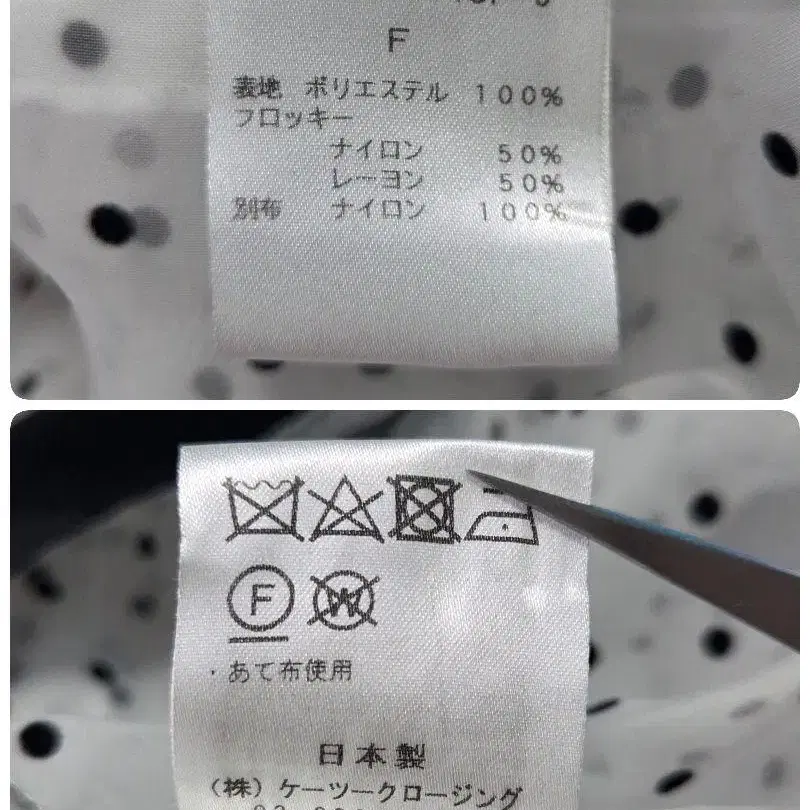 F
表地 ポリエステル 100%
フロッキー
ナイロン 50%
レーヨン 50%
別布 ナイロン 100%
F W
・あて布使用
日本製
(株) ケーツークロージング